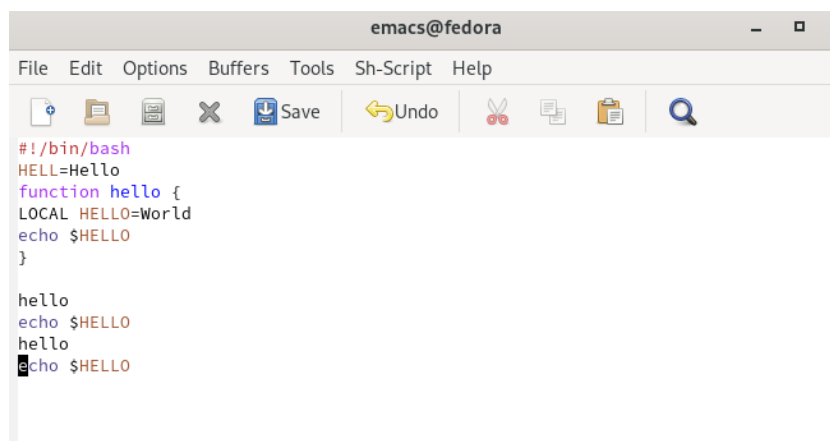 emacs@fedora
File Edit Options Buffers Tools Sh-Script Help
Save Undo
#!/bin/bash
HELL=Hello
function hello {
LOCAL HELLO=World
echo $HELLO
}
hello
echo $HELLO
hello
echo $HELLO